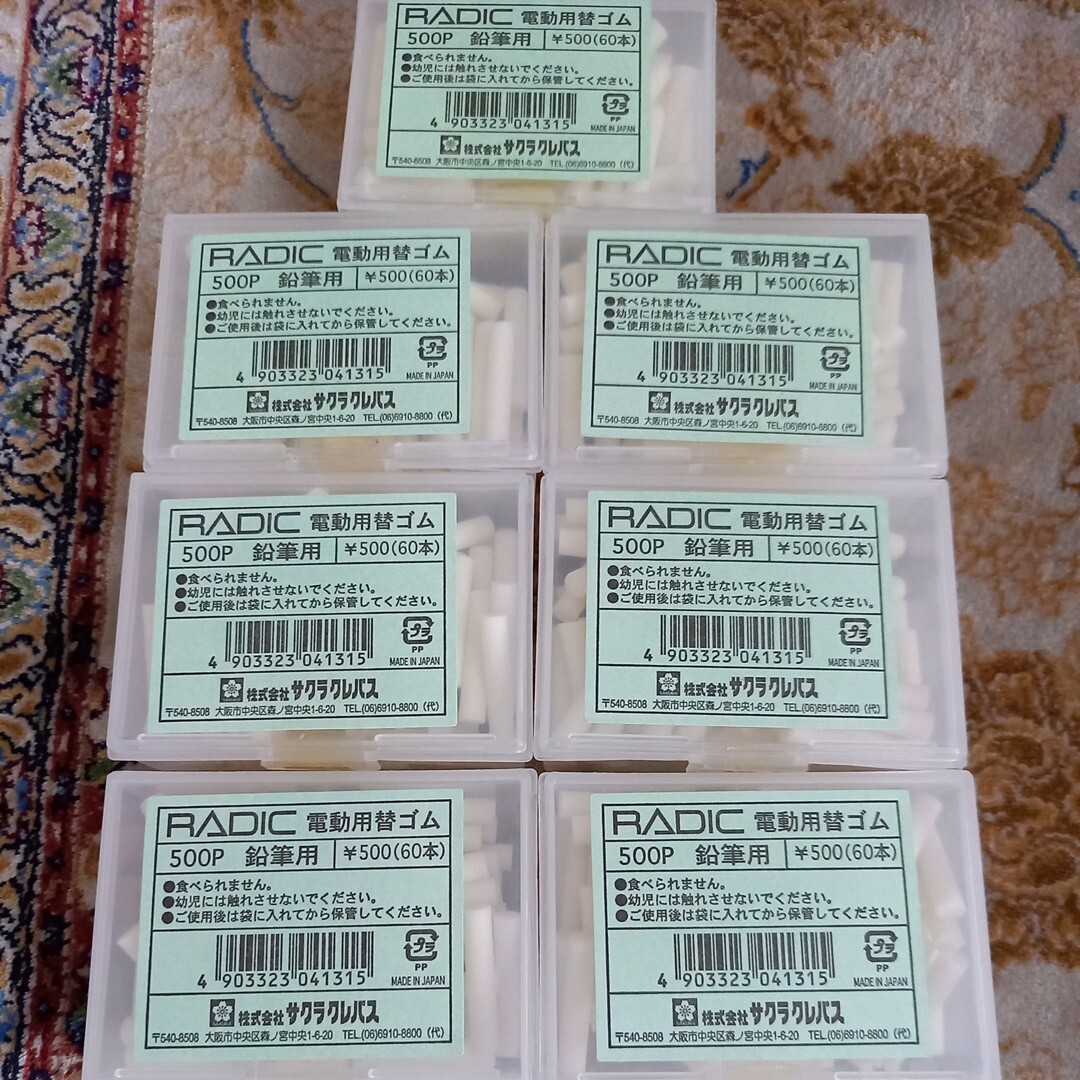 RADIC 電動用替ゴム
500P 鉛筆用 ¥500(60本)
●食べられません。
●幼児には触れさせないでください。
●ご使用後は袋に入れてから保管してください。
4 903323 041315
プラ
PP
MADE IN JAPAN
株式会社サクラクレパス
〒540-8508 大阪市中央区森ノ宮中央1-6-20 TEL.(06)6910-8800(代)
RADIC 電動用替ゴム
500P 鉛筆用 ¥500(60本)
●食べられません。
●幼児には触れさせないでください。
●ご使用後は袋に入れてから保管してください。
4 903323 041315
プラ
PP
MADE IN JAPAN
株式会社サクラクレパス
〒540-8508 大阪市中央区森ノ宮中央1-6-20 TEL.(06)6910-8800(代)
RADIC 電動用替ゴム
500P 鉛筆用 ¥500(60本)
●食べられません。
●幼児には触れさせないでください。
●ご使用後は袋に入れてから保管してください。
4 903323 041315
プラ
PP
MADE IN JAPAN
株式会社サクラクレパス
〒540-8508 大阪市中央区森ノ宮中央1-6-20 TEL.(06)6910-8800(代)
RADIC 電動用替ゴム
500P 鉛筆用 ¥500(60本)
●食べられません。
●幼児には触れさせないでください。
●ご使用後は袋に入れてから保管してください。
4 903323 041315
プラ
PP
MADE IN JAPAN
株式会社サクラクレパス
〒540-8508 大阪市中央区森ノ宮中央1-6-20 TEL.(06)6910-8800(代)
RADIC 電動用替ゴム
500P 鉛筆用 ¥500(60本)
●食べられません。
●幼児には触れさせないでください。
●ご使用後は袋に入れてから保管してください。
4 903323 041315
プラ
PP
MADE IN JAPAN
株式会社サクラクレパス
〒540-8508 大阪市中央区森ノ宮中央1-6-20 TEL.(06)6910-8800(代)
RADIC 電動用替ゴム
500P 鉛筆用 ¥500(60本)
●食べられません。
●幼児には触れさせないでください。
●ご使用後は袋に入れてから保管してください。
4 903323 041315
プラ
PP
MADE IN JAPAN
株式会社サクラクレパス
〒540-8508 大阪市中央区森ノ宮中央1-6-20 TEL.(06)6910-8800(代)
RADIC 電動用替ゴム
500P 鉛筆用 ¥500(60本)
●食べられません。
●幼児には触れさせないでください。
●ご使用後は袋に入れてから保管してください。
4 903323 041315
プラ
PP
MADE IN JAPAN
株式会社サクラクレパス
〒540-8508 大阪市中央区森ノ宮中央1-6-20 TEL.(06)6910-8800(代)